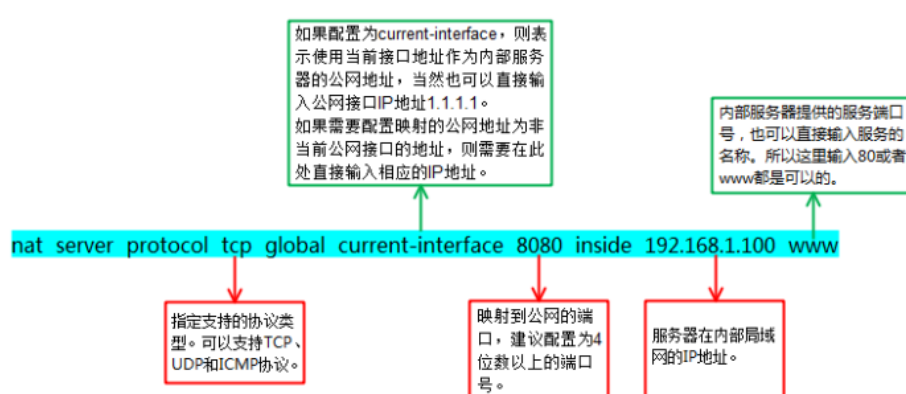 如果配置为current-interface，则表
示使用当前接口地址作为内部服务
器的公网地址，当然也可以直接输
入公网接口IP地址1.1.1.1。
如果需要配置映射的公网地址为非
当前公网接口的地址，则需要在此
处直接输入相应的IP地址。
内部服务器提供的服务端口
号，也可以直接输入服务的
名称。所以这里输入80或者
www都是可以的。
nat server protocol tcp global current-interface 8080 inside 192.168.1.100 www
指定支持的协议类
型。可以支持TCP、
UDP和ICMP协议。
映射到公网的端
口，建议配置为4
位数以上的端口
号。
服务器在内部局域
网的IP地址。